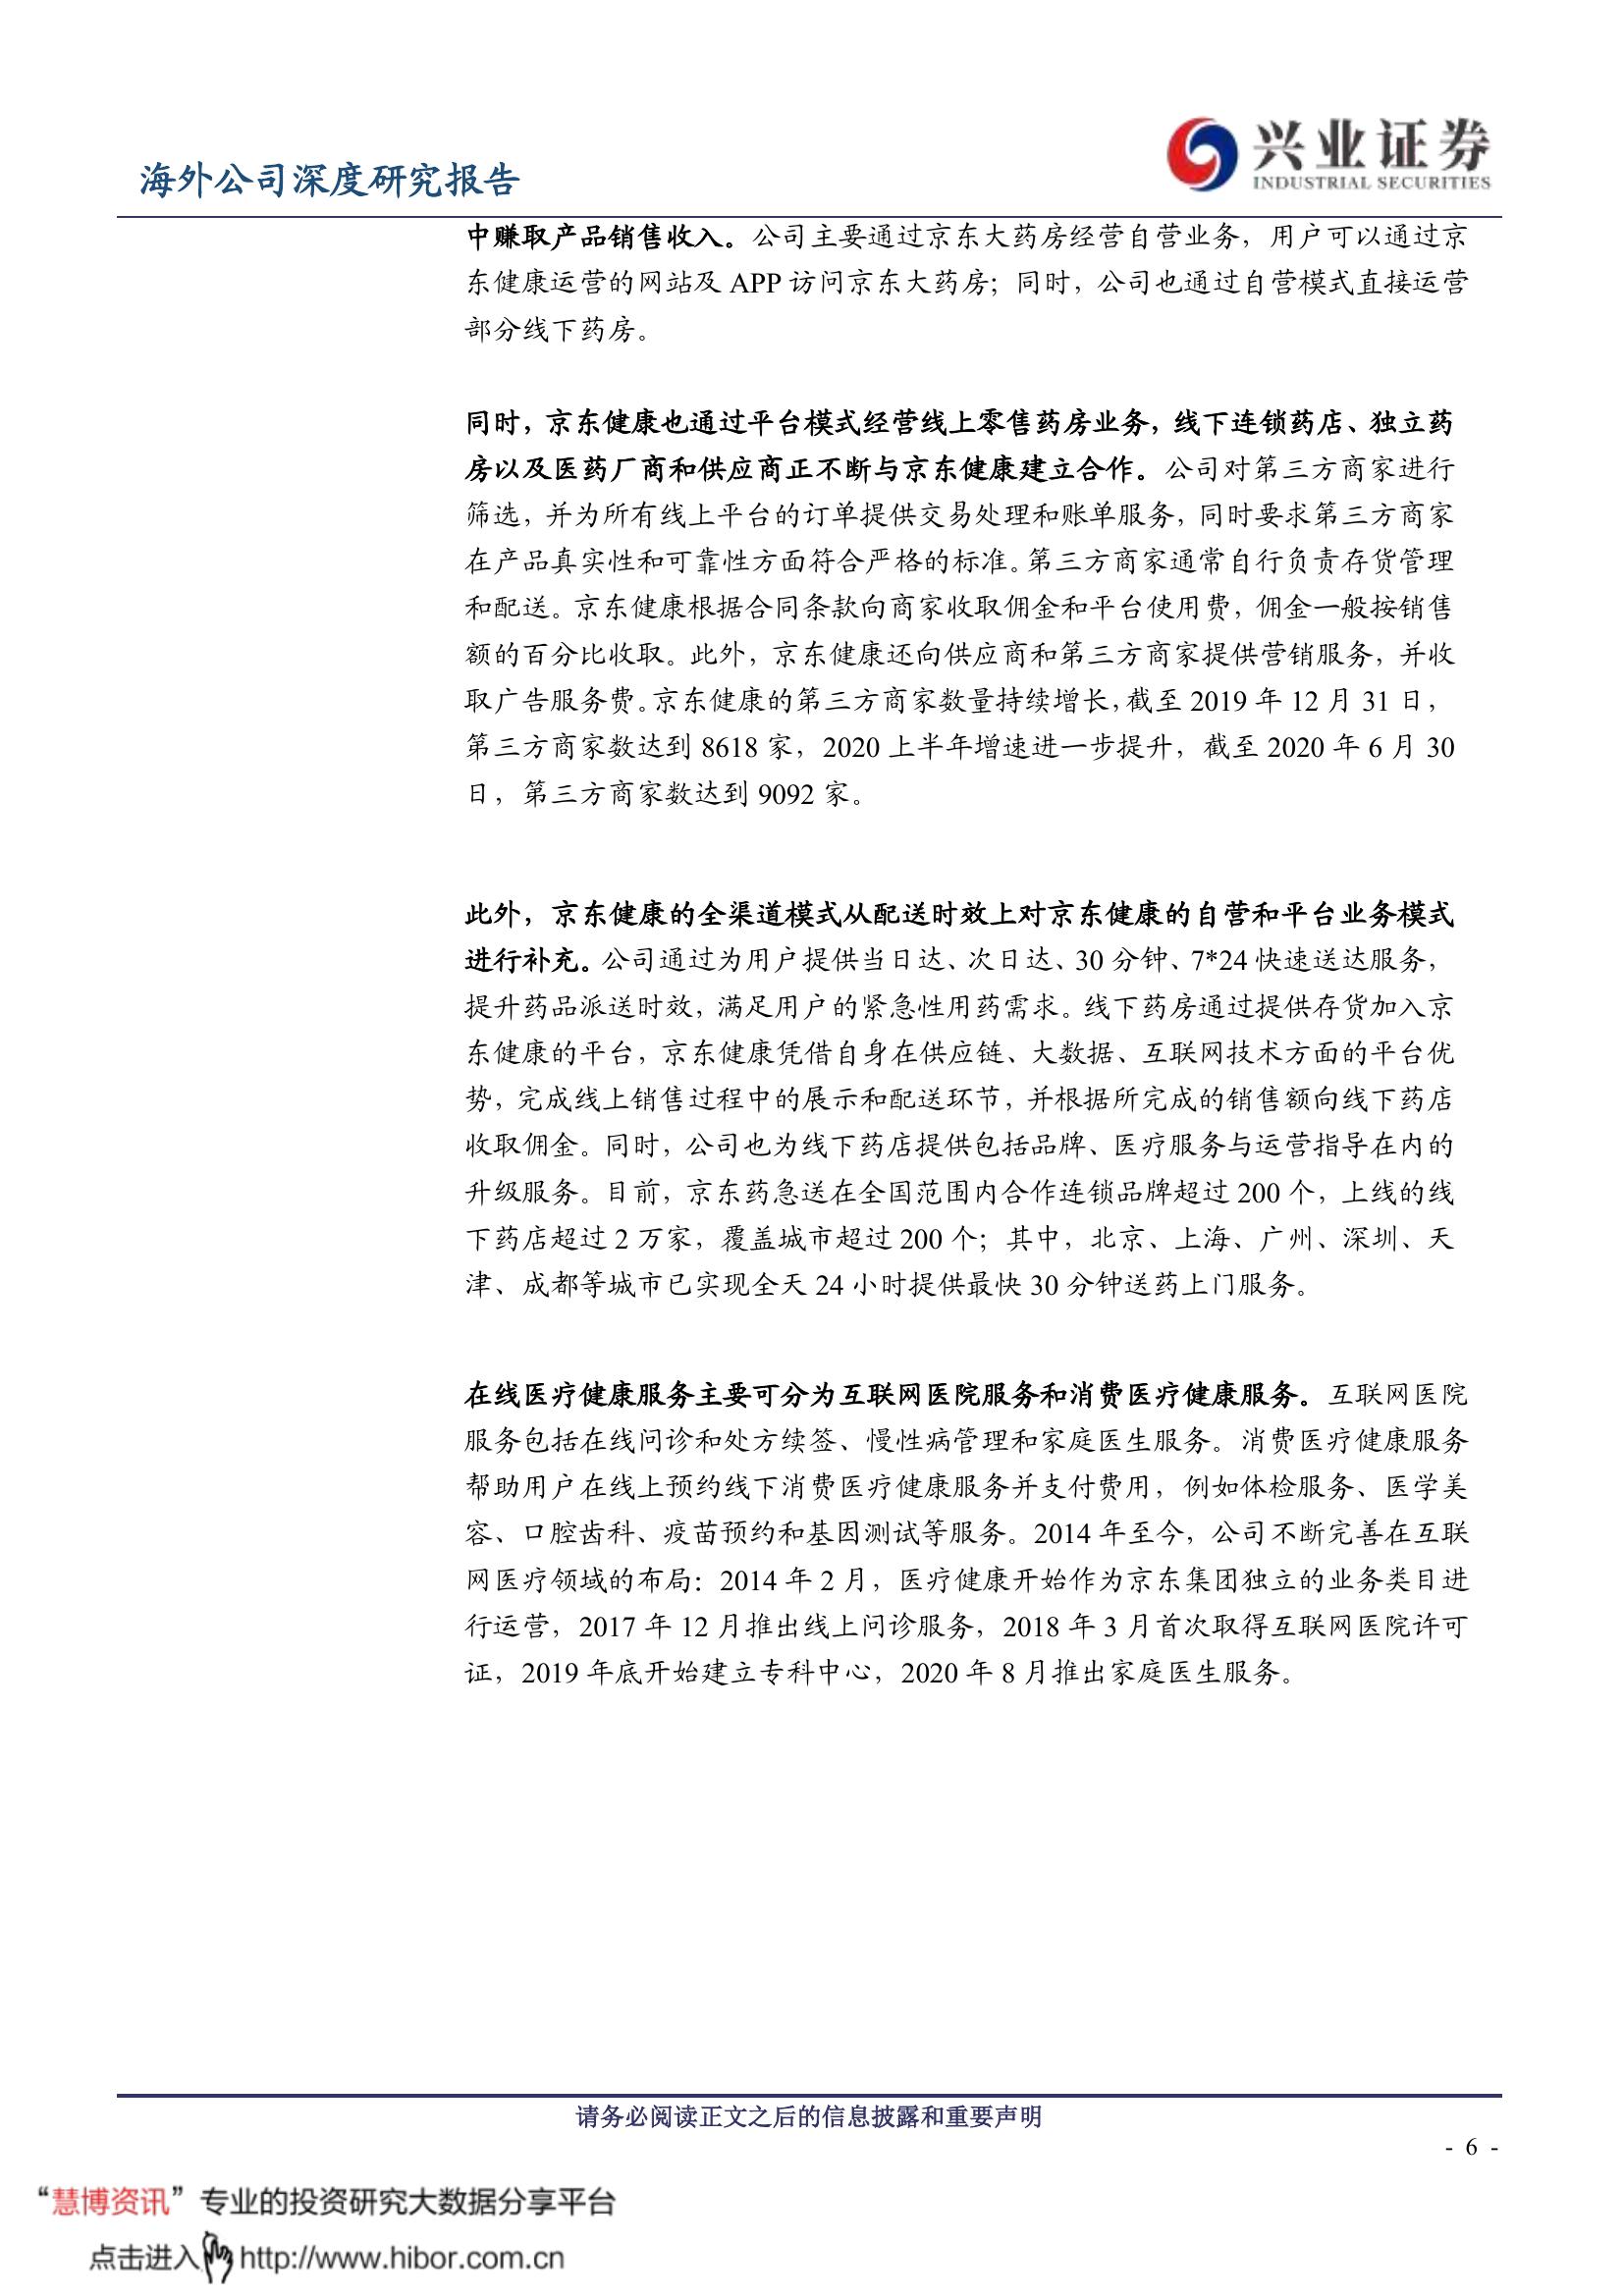 海外公司深度研究报告
兴业证券
INDUSTRIAL SECURITIES
中赚取产品销售收入。公司主要通过京东大药房经营自营业务，用户可以通过京
东健康运营的网站及 APP 访问京东大药房；同时，公司也通过自营模式直接运营
部分线下药房。
同时，京东健康也通过平台模式经营线上零售药房业务，线下连锁药店、独立药
房以及医药厂商和供应商正不断与京东健康建立合作。公司对第三方商家进行
筛选，并为所有线上平台的订单提供交易处理和账单服务，同时要求第三方商家
在产品真实性和可靠性方面符合严格的标准。第三方商家通常自行负责存货管理
和配送。京东健康根据合同条款向商家收取佣金和平台使用费，佣金一般按销售
额的百分比收取。此外，京东健康还向供应商和第三方商家提供营销服务，并收
取广告服务费。京东健康的第三方商家数量持续增长，截至 2019 年 12 月 31 日，
第三方商家数达到 8618 家，2020 上半年增速进一步提升，截至 2020 年 6 月 30
日，第三方商家数达到 9092 家。
此外，京东健康的全渠道模式从配送时效上对京东健康的自营和平台业务模式
进行补充。公司通过为用户提供当日达、次日达、30 分钟、7*24 快速送达服务，
提升药品派送时效，满足用户的紧急性用药需求。线下药房通过提供存货加入京
东健康的平台，京东健康凭借自身在供应链、大数据、互联网技术方面的平台优
势，完成线上销售过程中的展示和配送环节，并根据所完成的销售额向线下药店
收取佣金。同时，公司也为线下药店提供包括品牌、医疗服务与运营指导在内的
升级服务。目前，京东药急送在全国范围内合作连锁品牌超过 200 个，上线的线
下药店超过 2 万家，覆盖城市超过 200 个；其中，北京、上海、广州、深圳、天
津、成都等城市已实现全天 24 小时提供最快 30 分钟送药上门服务。
在线医疗健康服务主要可分为互联网医院服务和消费医疗健康服务。互联网医院
服务包括在线问诊和处方续签、慢性病管理和家庭医生服务。消费医疗健康服务
帮助用户在线上预约线下消费医疗健康服务并支付费用，例如体检服务、医学美
容、口腔齿科、疫苗预约和基因测试等服务。2014 年至今，公司不断完善在互联
网医疗领域的布局：2014 年 2 月，医疗健康开始作为京东集团独立的业务类目进
行运营，2017 年 12 月推出线上问诊服务，2018 年 3 月首次取得互联网医院许可
证，2019 年底开始建立专科中心，2020 年 8 月推出家庭医生服务。
请务必阅读正文之后的信息披露和重要声明
- 6 -
“慧博资讯”专业的投资研究大数据分享平台
点击进入 http://www.hibor.com.cn